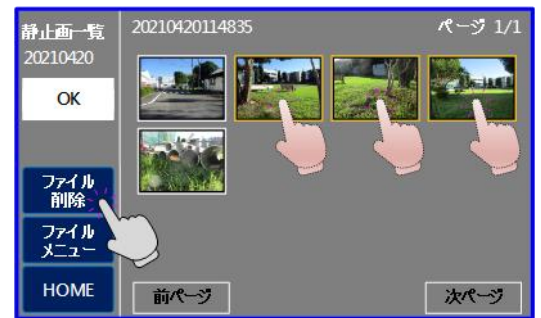 静止画一覧
20210420
OK
ファイル
削除
ファイル
メニュー
HOME
20210420114835
ページ 1/1
前ページ
次ページ